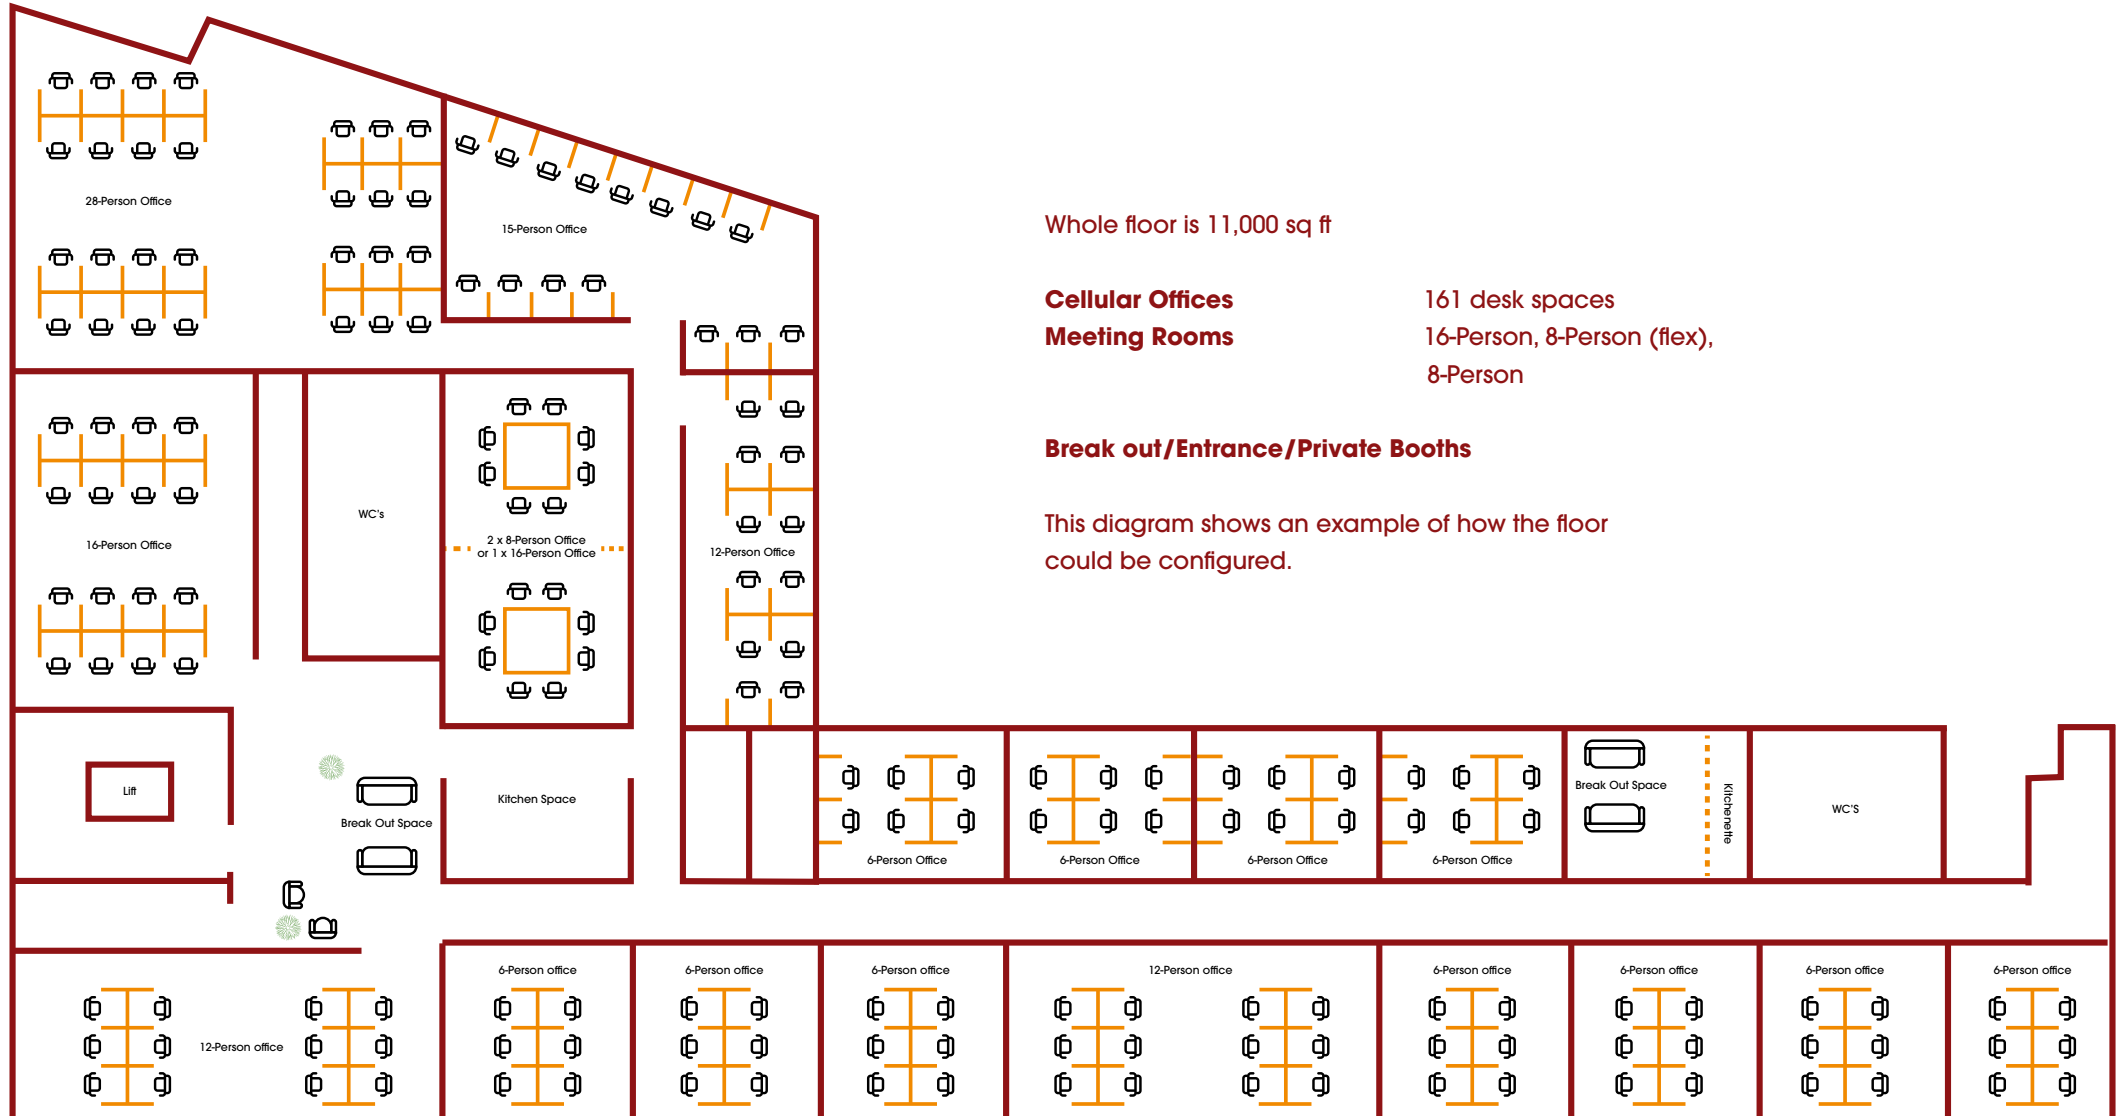 28-Person Office
15-Person Office
Whole floor is 11,000 sq ft
Cellular Offices 161 desk spaces
Meeting Rooms 16-Person, 8-Person (flex),
8-Person
Break out/Entrance/Private Booths
This diagram shows an example of how the floor
could be configured.
16-Person Office
WC's
2 x 8-Person Office
or 1 x 16-Person Office
12-Person Office
Lift
Break Out Space
Kitchen Space
6-Person Office
6-Person Office
6-Person Office
6-Person Office
Break Out Space
Kitchenette
WC'S
12-Person office
6-Person office
6-Person office
6-Person office
12-Person office
6-Person office
6-Person office
6-Person office
6-Person office